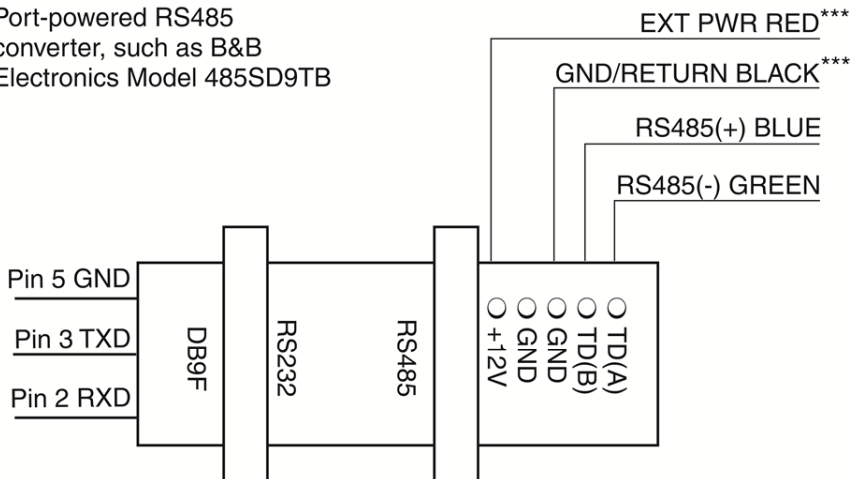 Port-powered RS485
converter, such as B&B
Electronics Model 485SD9TB
EXT PWR RED***
GND/RETURN BLACK***
RS485(+) BLUE
RS485(-) GREEN
Pin 5 GND
Pin 3 TXD
Pin 2 RXD
DB9F
RS232
RS485
+12V
GND
GND
TD(B)
TD(A)